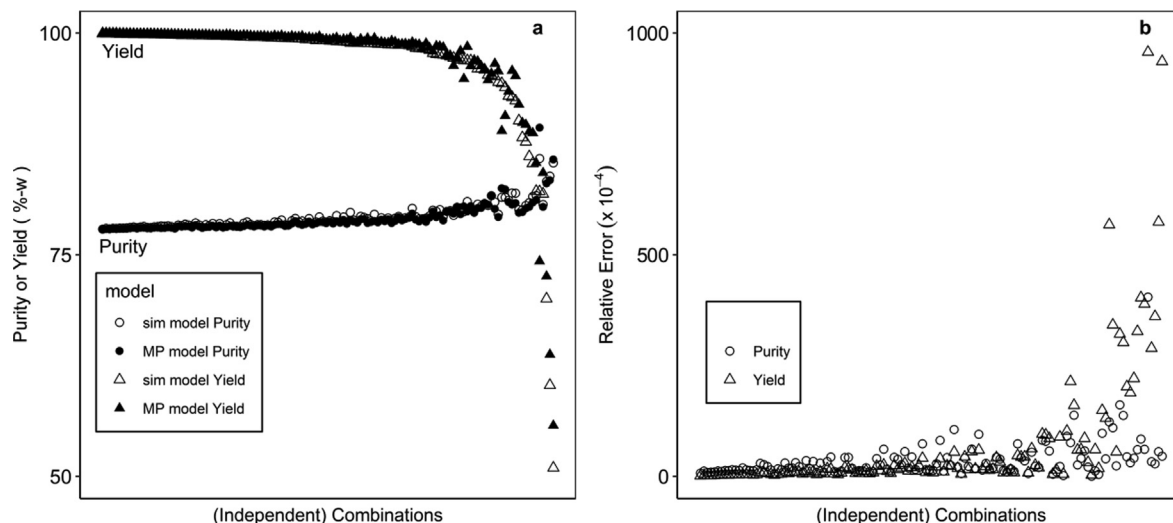 a
100
Yield
Purity or Yield ( %-w )
75
Purity
model
sim model Purity
MP model Purity
sim model Yield
MP model Yield
50
(Independent) Combinations
b
1000
Relative Error (x 10⁻⁴)
500
Purity
Yield
0
(Independent) Combinations